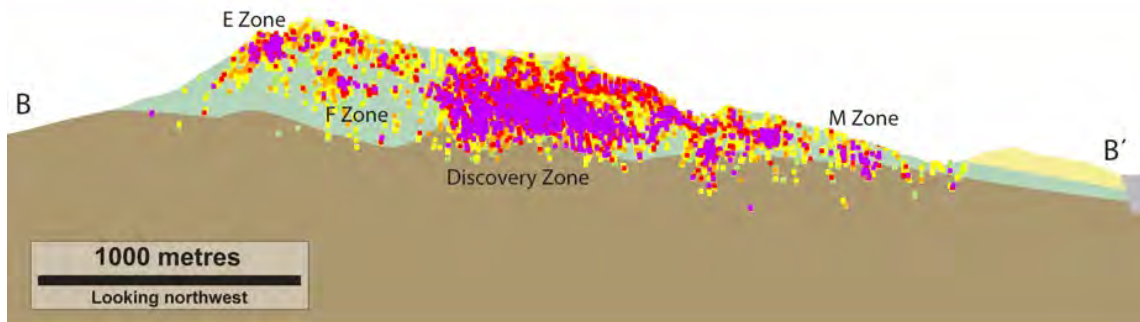 E Zone
B
F Zone
M Zone
B′
Discovery Zone
1000 metres
Looking northwest